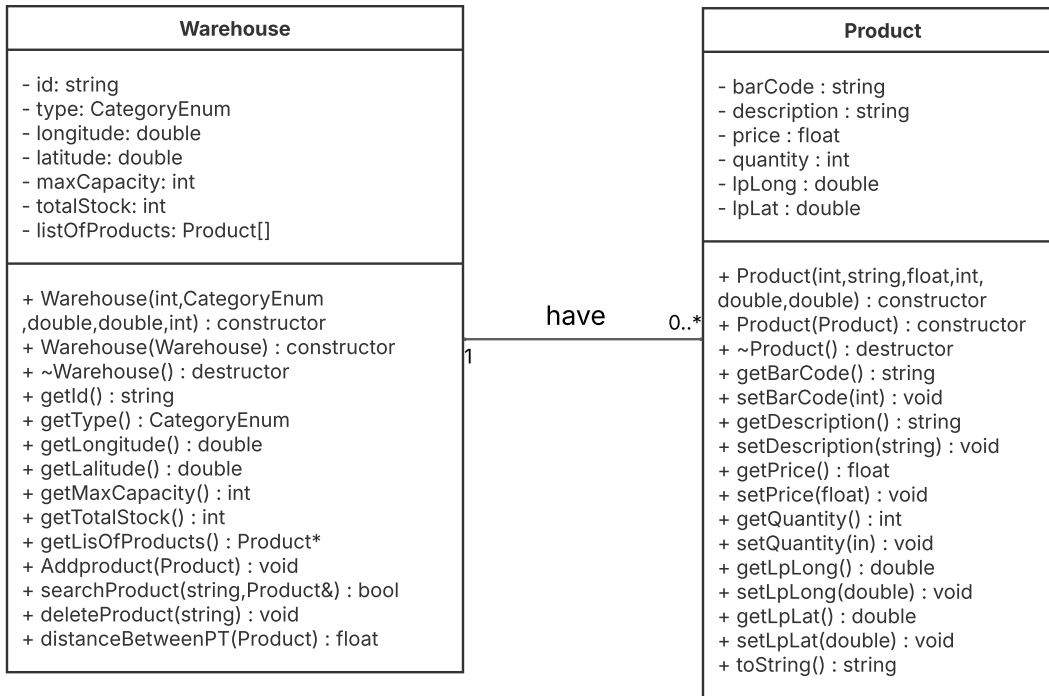 Warehouse
- id: string
- type: CategoryEnum
- longitude: double
- latitude: double
- maxCapacity: int
- totalStock: int
- listOfProducts: Product[]
+ Warehouse(int,CategoryEnum
,double,double,int) : constructor
+ Warehouse(Warehouse) : constructor
+ ~Warehouse() : destructor
+ getId() : string
+ getType() : CategoryEnum
+ getLongitude() : double
+ getLalitude() : double
+ getMaxCapacity() : int
+ getTotalStock() : int
+ getLisOfProducts() : Product*
+ Addproduct(Product) : void
+ searchProduct(string,Product&) : bool
+ deleteProduct(string) : void
+ distanceBetweenPT(Product) : float
have
1
0..*
Product
- barCode : string
- description : string
- price : float
- quantity : int
- lpLong : double
- lpLat : double
+ Product(int,string,float,int,
double,double) : constructor
+ Product(Product) : constructor
+ ~Product() : destructor
+ getBarCode() : string
+ setBarCode(int) : void
+ getDescription() : string
+ setDescription(string) : void
+ getPrice() : float
+ setPrice(float) : void
+ getQuantity() : int
+ setQuantity(in) : void
+ getLpLong() : double
+ setLpLong(double) : void
+ getLpLat() : double
+ setLpLat(double) : void
+ toString() : string